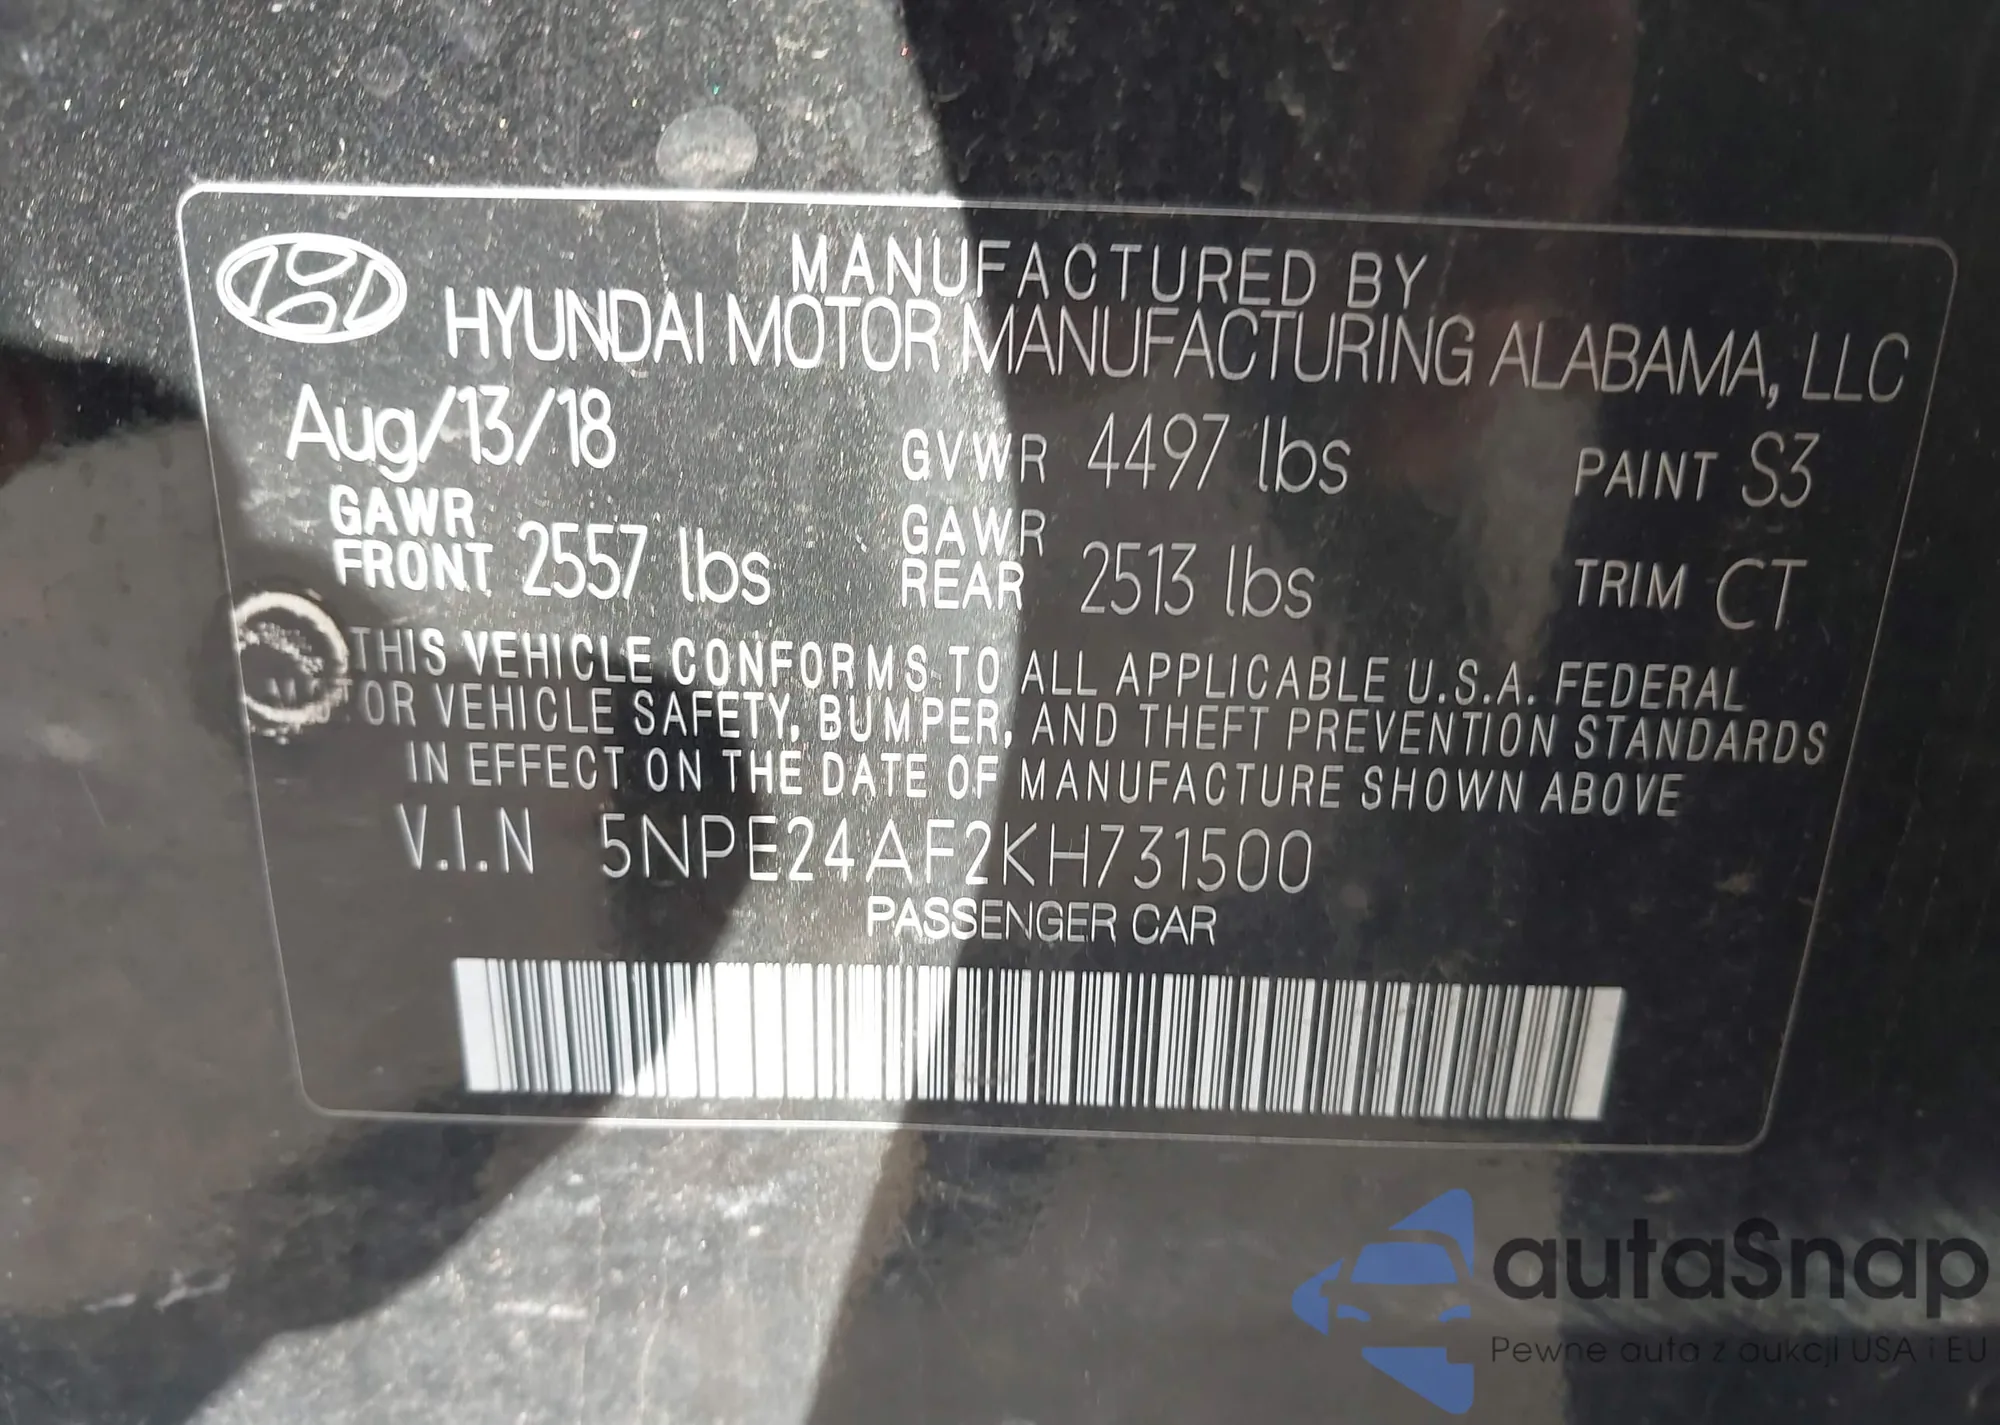 MANUFACTURED BY
HYUNDAI MOTOR MANUFACTURING ALABAMA, LLC
Aug/13/18 GVWR 4497 lbs PAINT S3
GAWR FRONT 2557 lbs GAWR REAR 2513 lbs TRIM CT
THIS VEHICLE CONFORMS TO ALL APPLICABLE U.S.A. FEDERAL
OR VEHICLE SAFETY, BUMPER, AND THEFT PREVENTION STANDARDS
IN EFFECT ON THE DATE OF MANUFACTURE SHOWN ABOVE
V.I.N 5NPE24AF2KH731500
PASSENGER CAR
autaSnap
Pewne auta z aukcji USA i EU